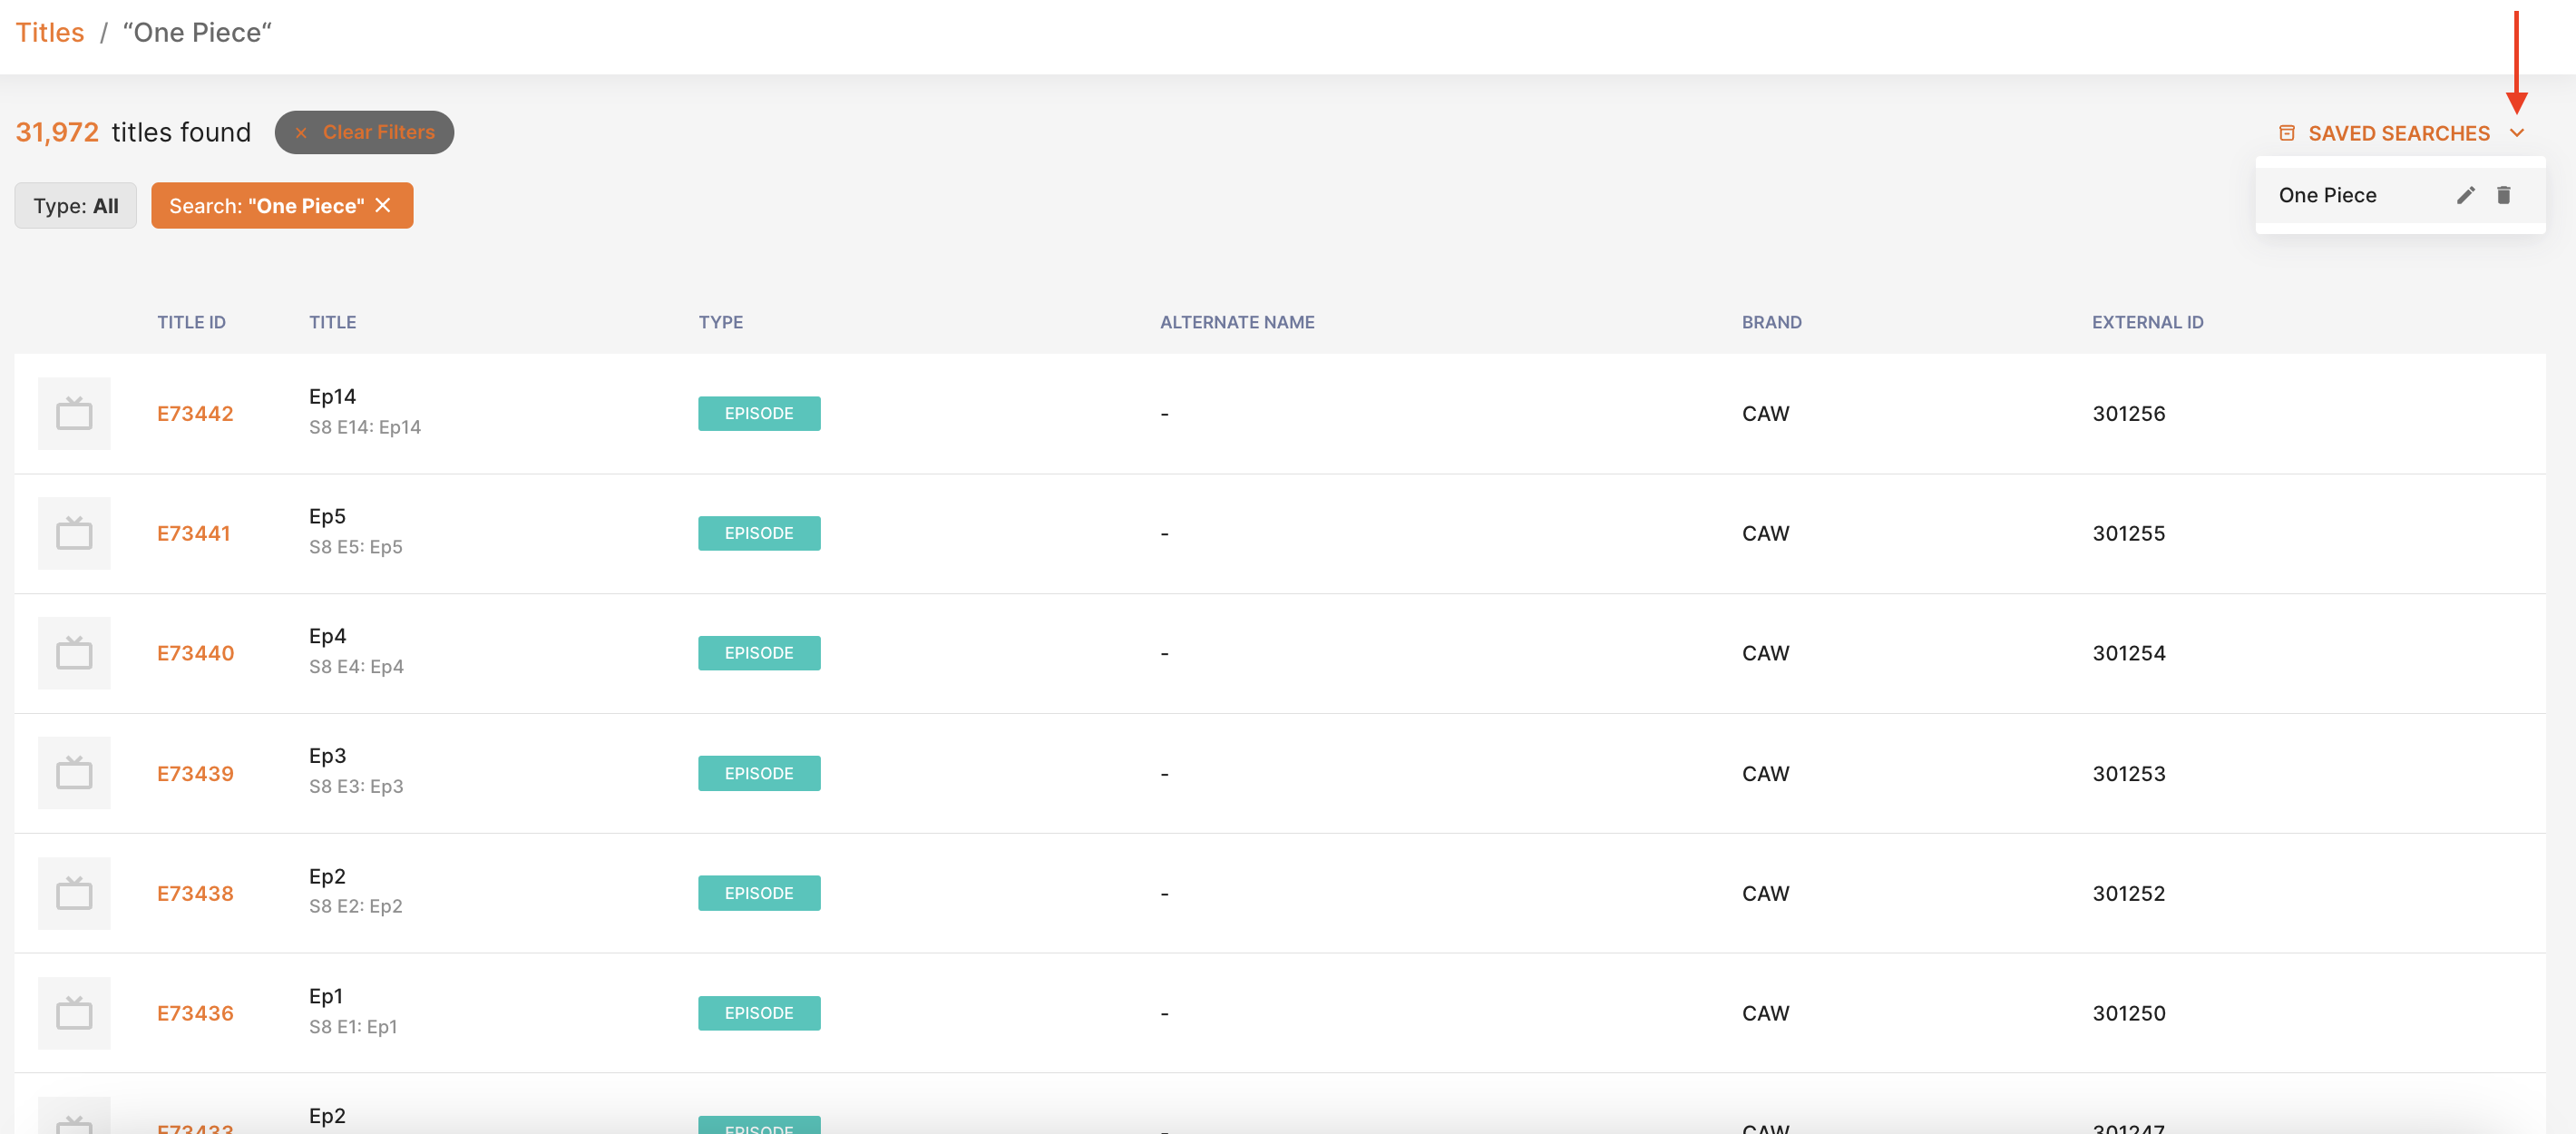 Titles / “One Piece“
31,972 titles found × Clear Filters SAVED SEARCHES
Type: All Search: "One Piece" ×
One Piece
TITLE ID TITLE TYPE ALTERNATE NAME BRAND EXTERNAL ID
E73442 Ep14 EPISODE - CAW 301256
S8 E14: Ep14
E73441 Ep5 EPISODE - CAW 301255
S8 E5: Ep5
E73440 Ep4 EPISODE - CAW 301254
S8 E4: Ep4
E73439 Ep3 EPISODE - CAW 301253
S8 E3: Ep3
E73438 Ep2 EPISODE - CAW 301252
S8 E2: Ep2
E73436 Ep1 EPISODE - CAW 301250
S8 E1: Ep1
E73433 Ep2 EPISODE - CAW 301247